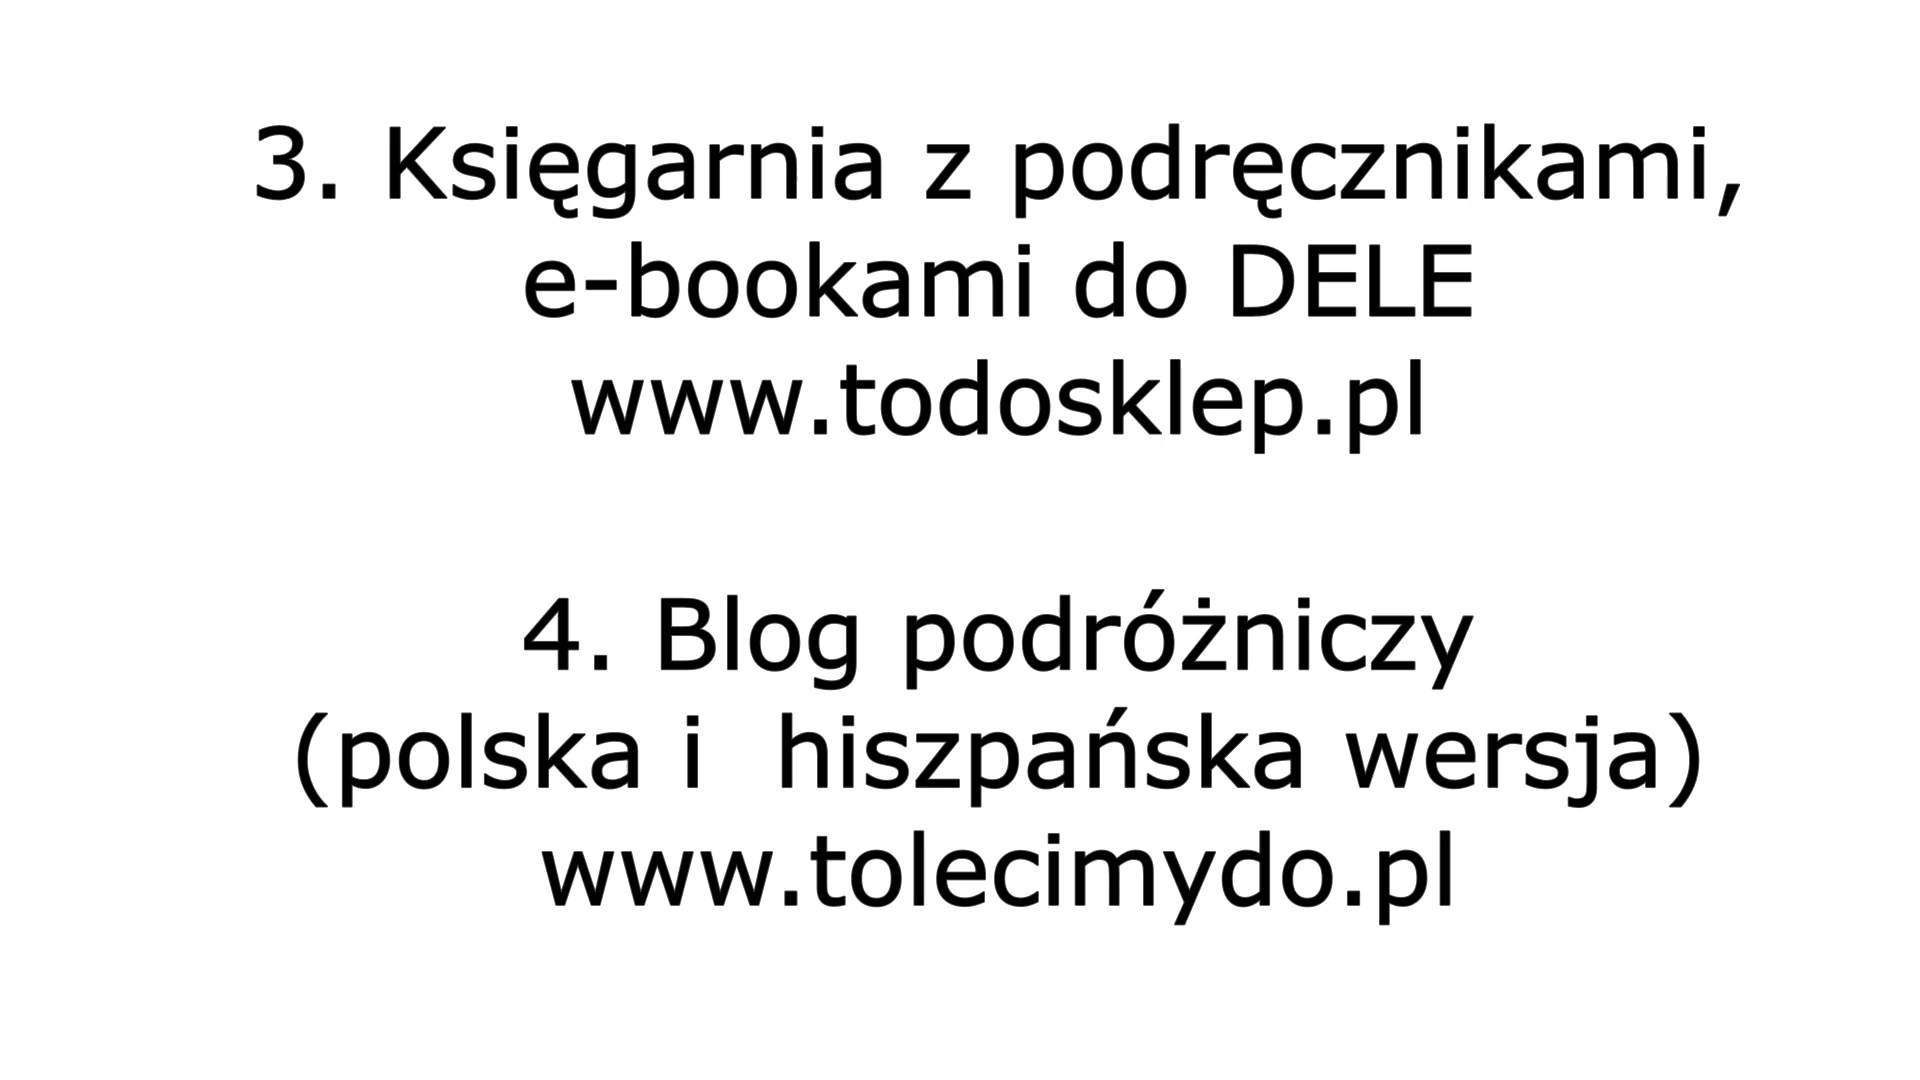 3. Księgarnia z podręcznikami,
e-bookami do DELE
www.todosklep.pl
4. Blog podróżniczy
(polska i  hiszpańska wersja)
www.tolecimydo.pl